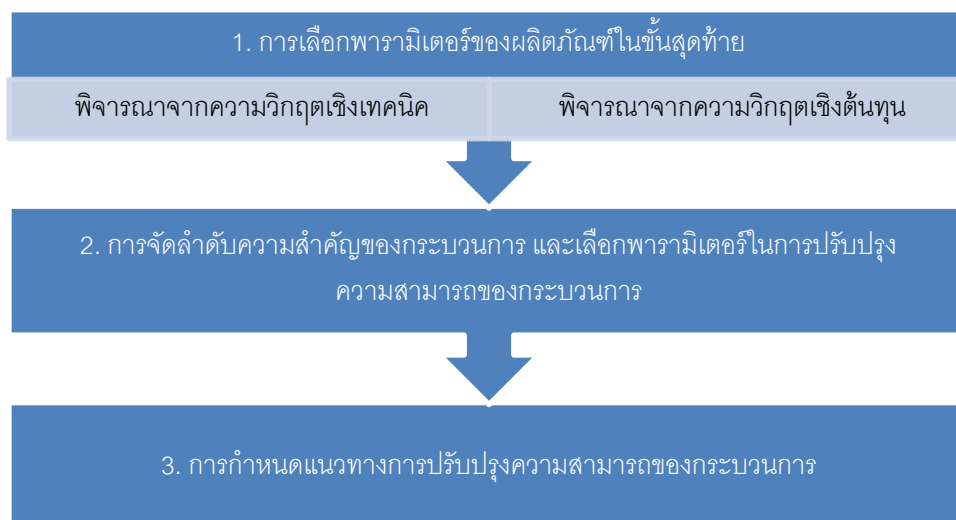 1. การเลือกพารามิเตอร์ของผลิตภัณฑ์ในขั้นสุดท้าย
พิจารณาจากความวิกฤตเชิงเทคนิค
พิจารณาจากความวิกฤตเชิงต้นทุน
2. การจัดลำดับความสำคัญของกระบวนการ และเลือกพารามิเตอร์ในการปรับปรุง
ความสามารถของกระบวนการ
3. การกำหนดแนวทางการปรับปรุงความสามารถของกระบวนการ